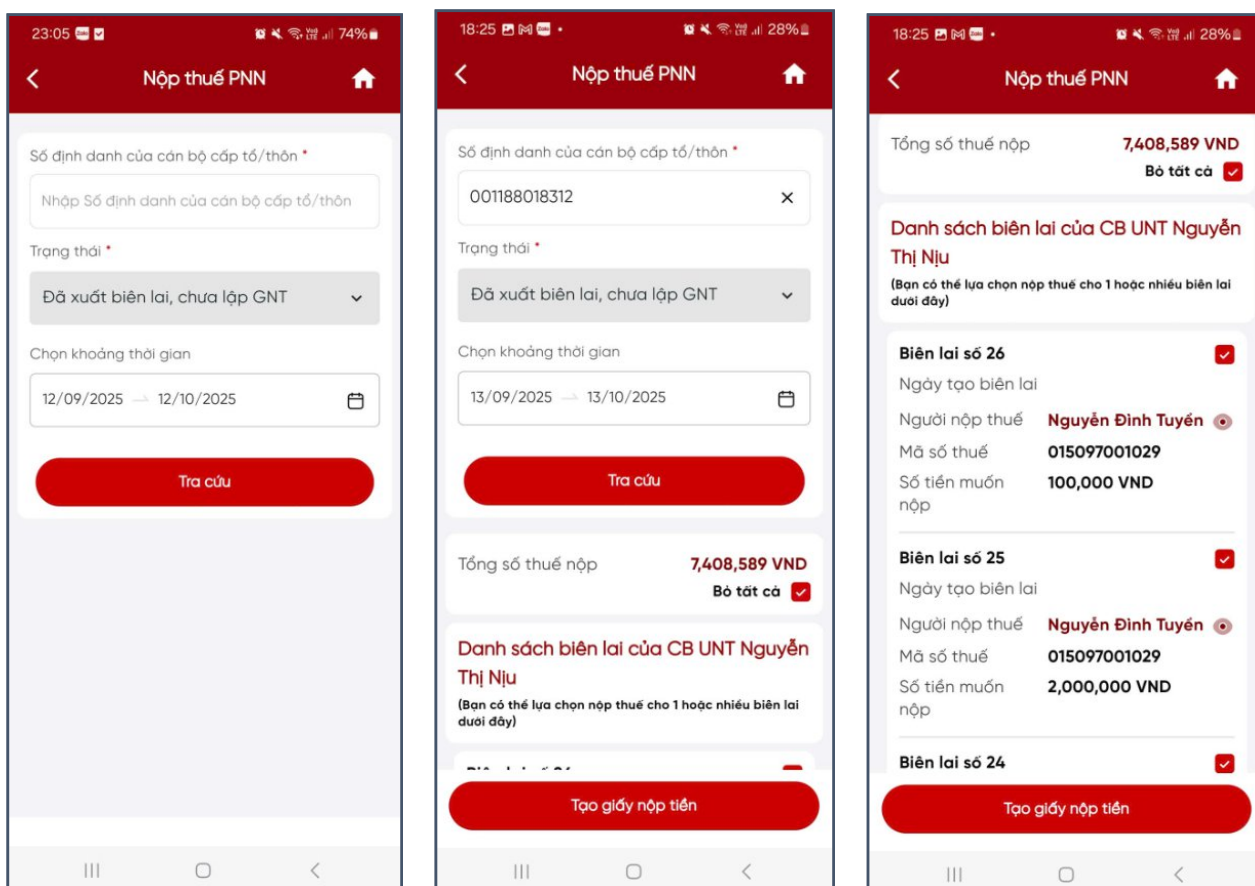 23:05 74%
Nộp thuế PNN
Số định danh của cán bộ cấp tổ/thôn *
Nhập Số định danh của cán bộ cấp tổ/thôn
Trạng thái *
Đã xuất biên lai, chưa lập GNT
Chọn khoảng thời gian
12/09/2025 → 12/10/2025
Tra cứu
18:25 28%
Nộp thuế PNN
Số định danh của cán bộ cấp tổ/thôn *
001188018312
Trạng thái *
Đã xuất biên lai, chưa lập GNT
Chọn khoảng thời gian
13/09/2025 → 13/10/2025
Tra cứu
Tổng số thuế nộp 7,408,589 VND
Bỏ tất cả
Danh sách biên lai của CB UNT Nguyễn
Thị Nịu
(Bạn có thể lựa chọn nộp thuế cho 1 hoặc nhiều biên lai
dưới đây)
Tạo giấy nộp tiền
18:25 28%
Nộp thuế PNN
Tổng số thuế nộp 7,408,589 VND
Bỏ tất cả
Danh sách biên lai của CB UNT Nguyễn
Thị Nịu
(Bạn có thể lựa chọn nộp thuế cho 1 hoặc nhiều biên lai
dưới đây)
Biên lai số 26
Ngày tạo biên lai
Người nộp thuế Nguyễn Đình Tuyến
Mã số thuế 015097001029
Số tiền muốn 100,000 VND
nộp
Biên lai số 25
Ngày tạo biên lai
Người nộp thuế Nguyễn Đình Tuyến
Mã số thuế 015097001029
Số tiền muốn 2,000,000 VND
nộp
Biên lai số 24
Tạo giấy nộp tiền